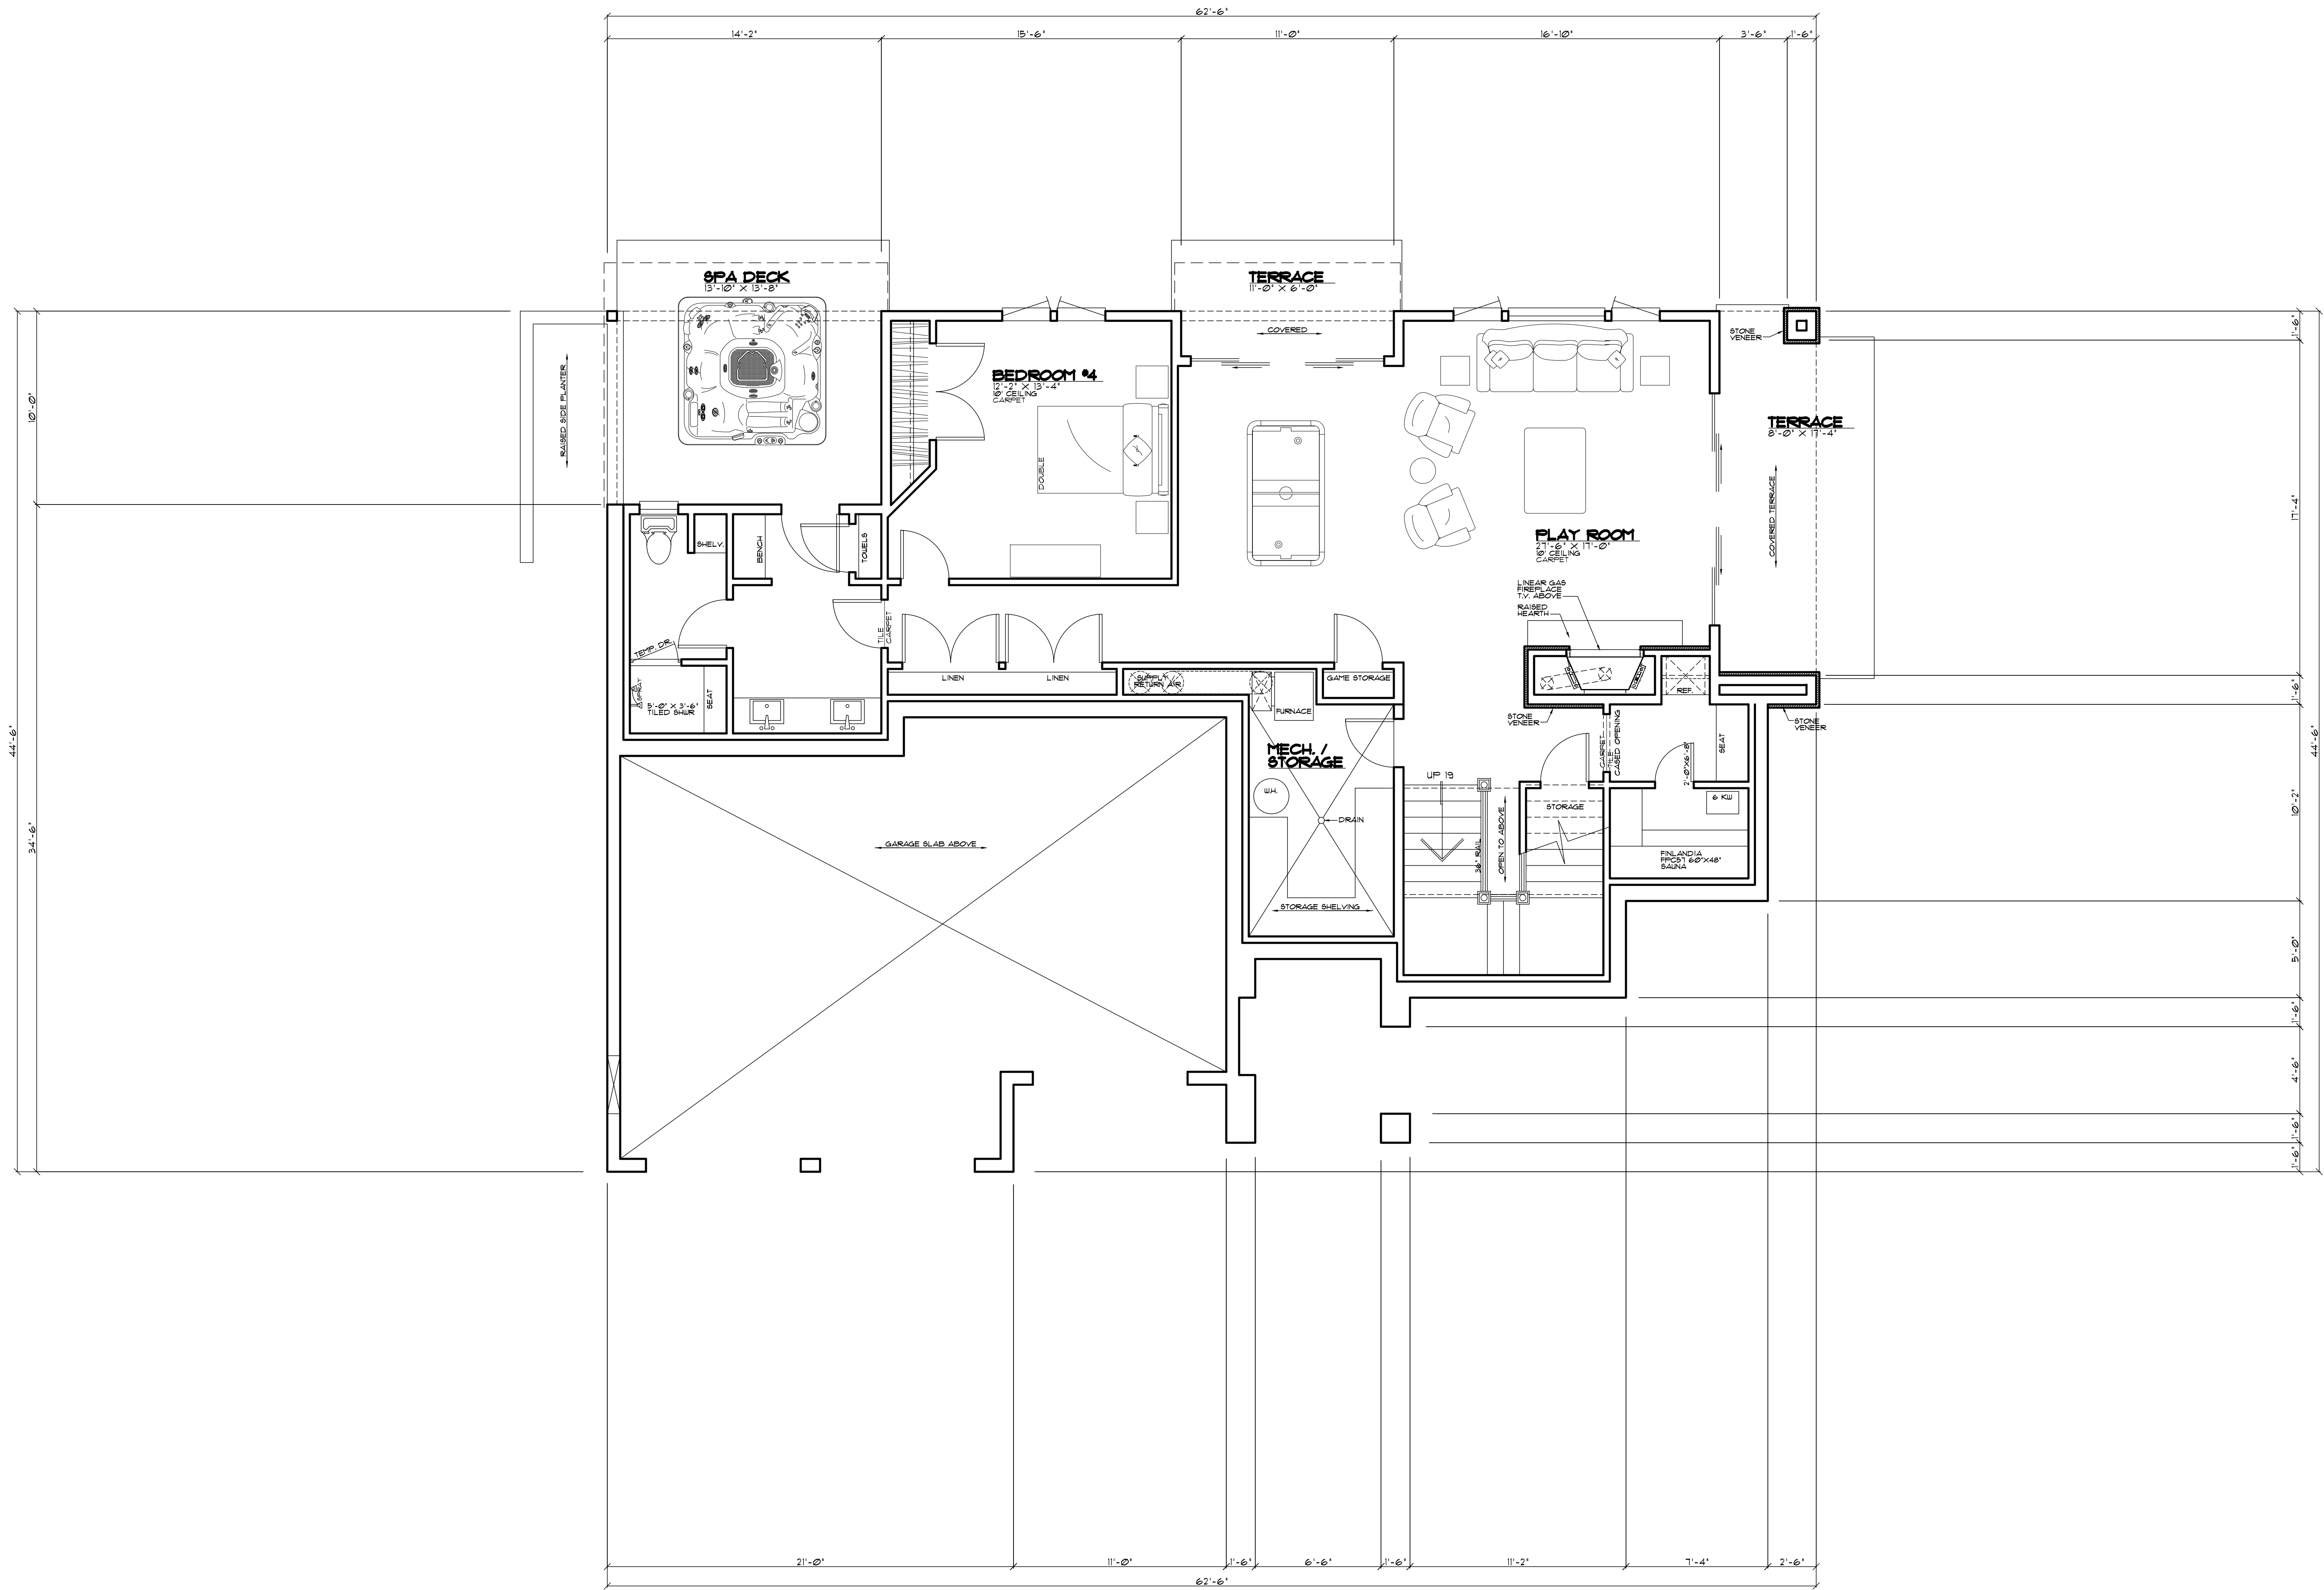 62'-6"
14'-2"
15'-6"
11'-0"
16'-10"
3'-6"
1'-6"
SPA DECK
13'-10" X 13'-8"
TERRACE
11'-0" X 6'-0"
COVERED
STONE
VENEER
1'-6"
10'-0"
RAISED SIDE PLANTER
BEDROOM #4
12'-2" X 13'-4"
10' CEILING
CARPET
DOUBLE
TERRACE
8'-0" X 17'-4"
COVERED TERRACE
17'-4"
PLAY ROOM
27'-6" X 17'-0"
10' CEILING
CARPET
SHELV.
BENCH
TOWELS
LINEAR GAS
FIREPLACE
T.V. ABOVE
RAISED
HEARTH
TILE
CARPET
TEMP. DR.
SPRAY
5'-0" X 3'-6"
TILED SHWR
SEAT
LINEN
LINEN
SUPPLY /
RETURN AIR
FURNACE
GAME STORAGE
REF.
1'-6"
STONE
VENEER
STONE
VENEER
CARPET
TILE
CASED OPENING
SEAT
2'-0"X6'-8"
44'-6"
34'-6"
44'-6"
MECH. /
STORAGE
W.H.
DRAIN
STORAGE SHELVING
UP 19
36" RAIL
OPEN TO ABOVE
STORAGE
6 KW
FINLANDIA
FPC57 60"X48"
SAUNA
GARAGE SLAB ABOVE
10'-2"
5'-0"
1'-6"
4'-6"
1'-6"
1'-6"
21'-0"
11'-0"
1'-6"
6'-6"
1'-6"
11'-2"
7'-4"
2'-6"
62'-6"